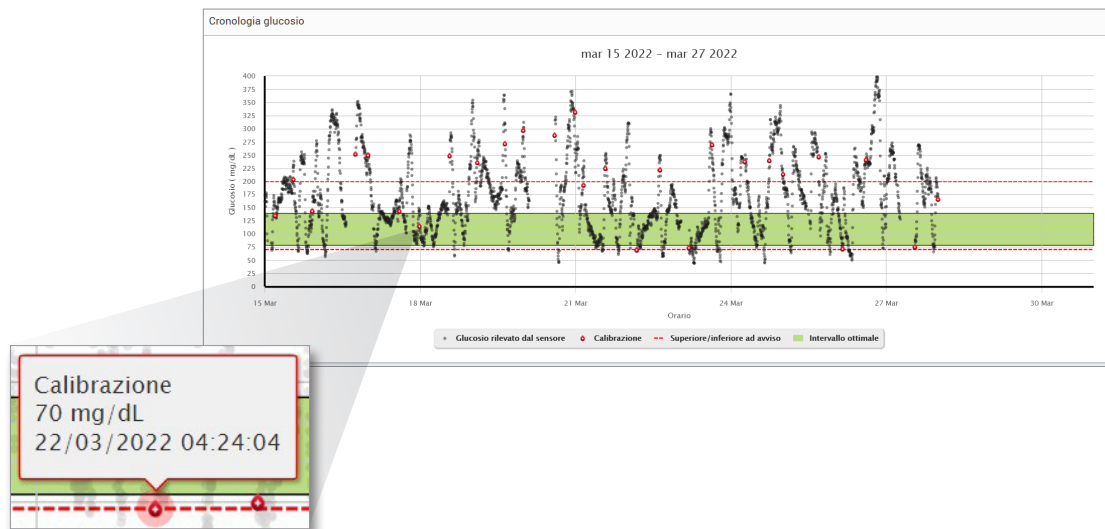 Cronologia glucosio
mar 15 2022 – mar 27 2022
Glucosio ( mg/dL )
400
375
350
325
300
275
250
225
200
175
150
125
100
75
50
25
0
15 Mar 18 Mar 21 Mar 24 Mar 27 Mar 30 Mar
Orario
Glucosio rilevato dal sensore Calibrazione Superiore/inferiore ad avviso Intervallo ottimale
Calibrazione
70 mg/dL
22/03/2022 04:24:04